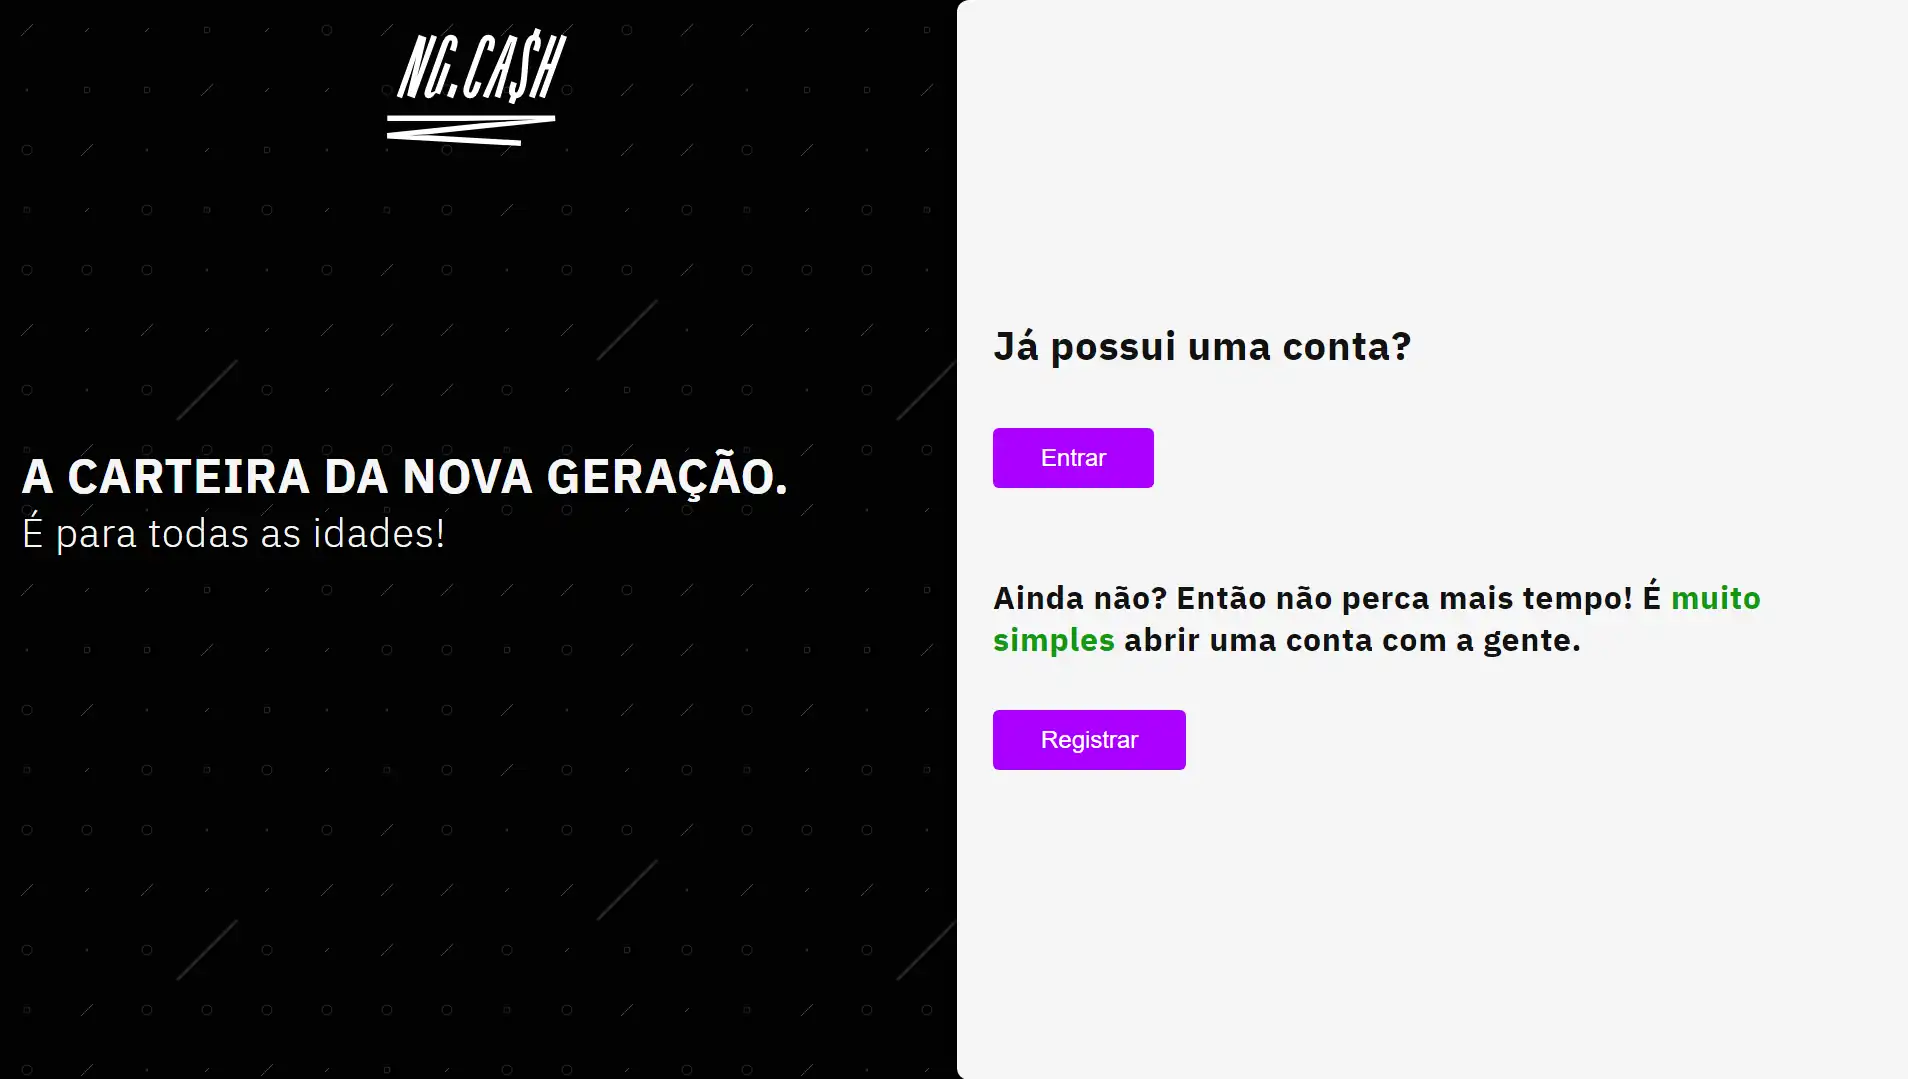 NG.CA$H
A CARTEIRA DA NOVA GERAÇÃO.
É para todas as idades!
Já possui uma conta?
Entrar
Ainda não? Então não perca mais tempo! É muito
simples abrir uma conta com a gente.
Registrar